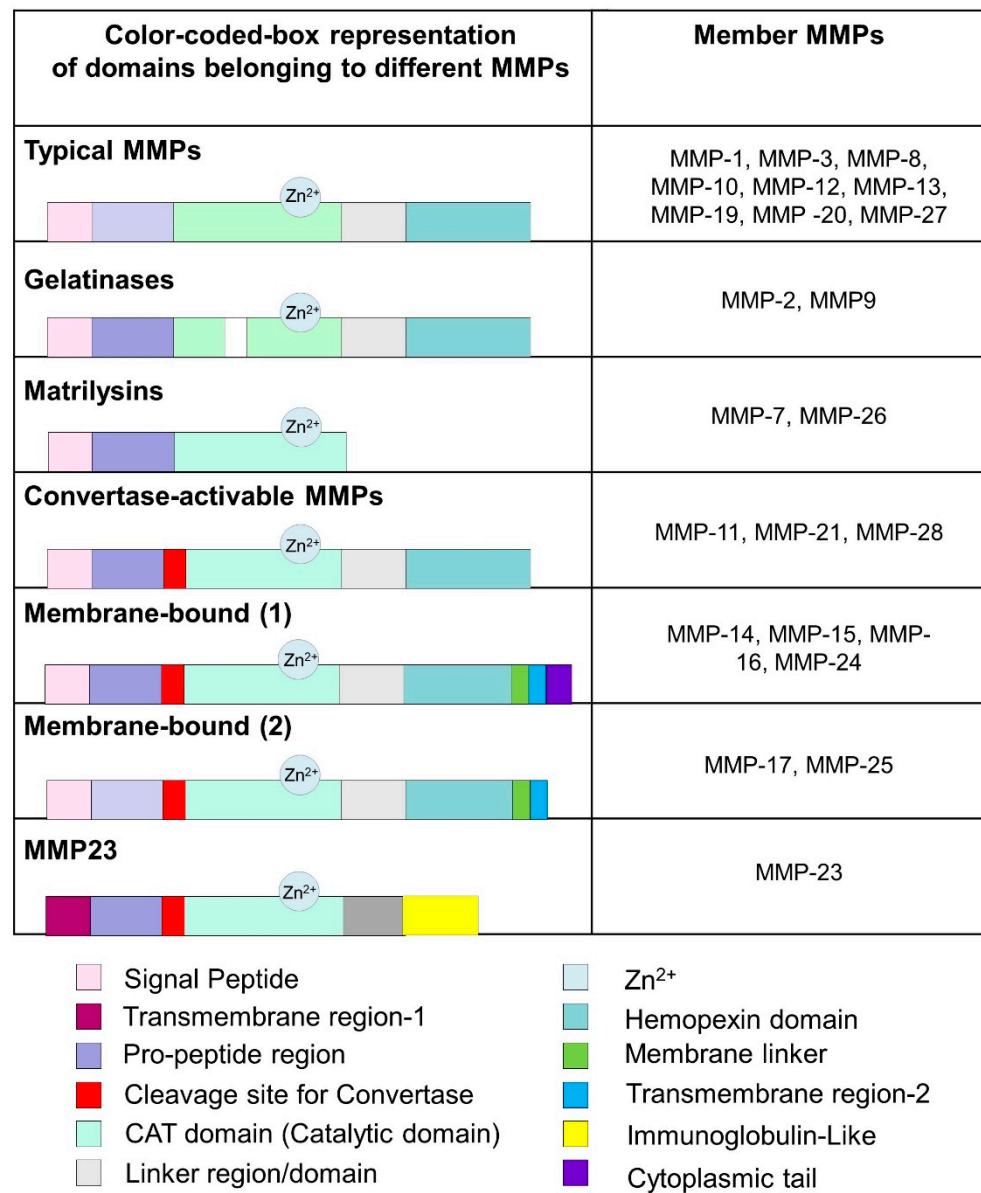 Color-coded-box representation
of domains belonging to different MMPs
Member MMPs
Typical MMPs
Zn²⁺
MMP-1, MMP-3, MMP-8,
MMP-10, MMP-12, MMP-13,
MMP-19, MMP -20, MMP-27
Gelatinases
Zn²⁺
MMP-2, MMP9
Matrilysins
Zn²⁺
MMP-7, MMP-26
Convertase-activable MMPs
Zn²⁺
MMP-11, MMP-21, MMP-28
Membrane-bound (1)
Zn²⁺
MMP-14, MMP-15, MMP-
16, MMP-24
Membrane-bound (2)
Zn²⁺
MMP-17, MMP-25
MMP23
Zn²⁺
MMP-23
Signal Peptide
Transmembrane region-1
Pro-peptide region
Cleavage site for Convertase
CAT domain (Catalytic domain)
Linker region/domain
Zn²⁺
Hemopexin domain
Membrane linker
Transmembrane region-2
Immunoglobulin-Like
Cytoplasmic tail